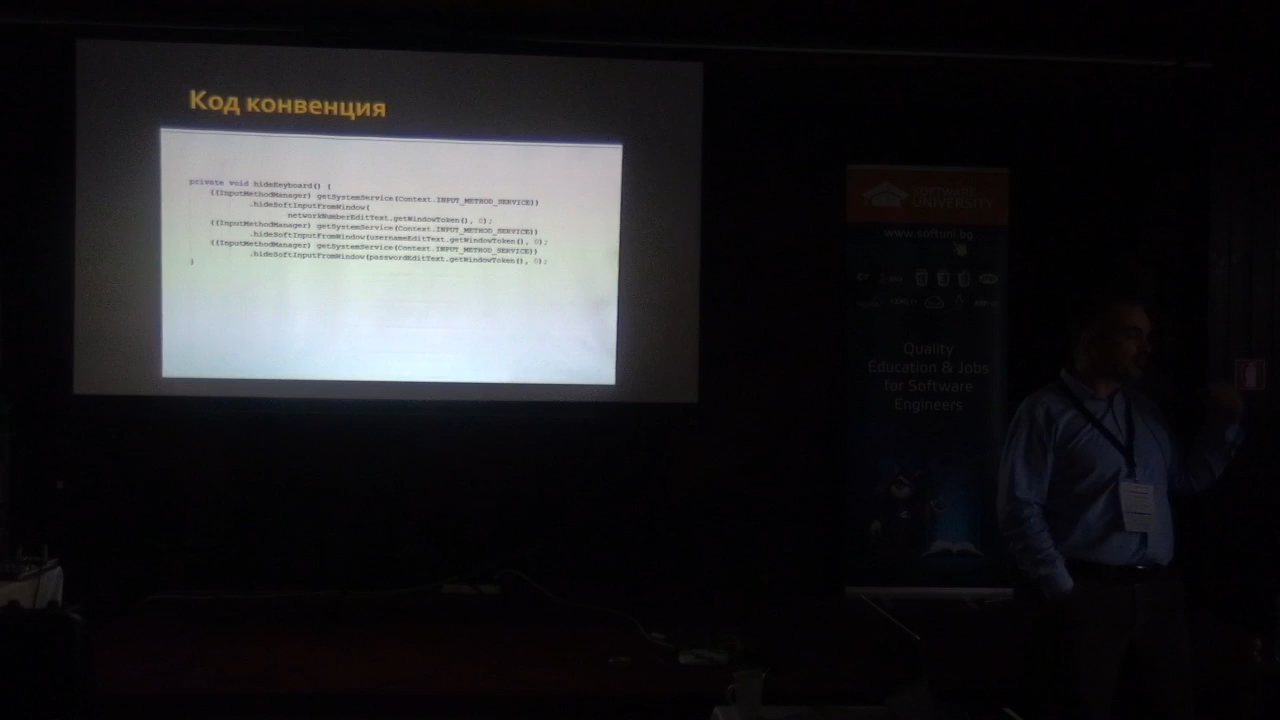 Код конвенция
private void hideKeyboard() {
((InputMethodManager) getSystemService(Context.INPUT_METHOD_SERVICE))
.hideSoftInputFromWindow(
networkNumberEditText.getWindowToken(), 0);
((InputMethodManager) getSystemService(Context.INPUT_METHOD_SERVICE))
.hideSoftInputFromWindow(usernameEditText.getWindowToken(), 0);
((InputMethodManager) getSystemService(Context.INPUT_METHOD_SERVICE))
.hideSoftInputFromWindow(passwordEditText.getWindowToken(), 0);
}
SOFTWARE
UNIVERSITY
www.softuni.bg
Quality
Education & Jobs
for Software
Engineers